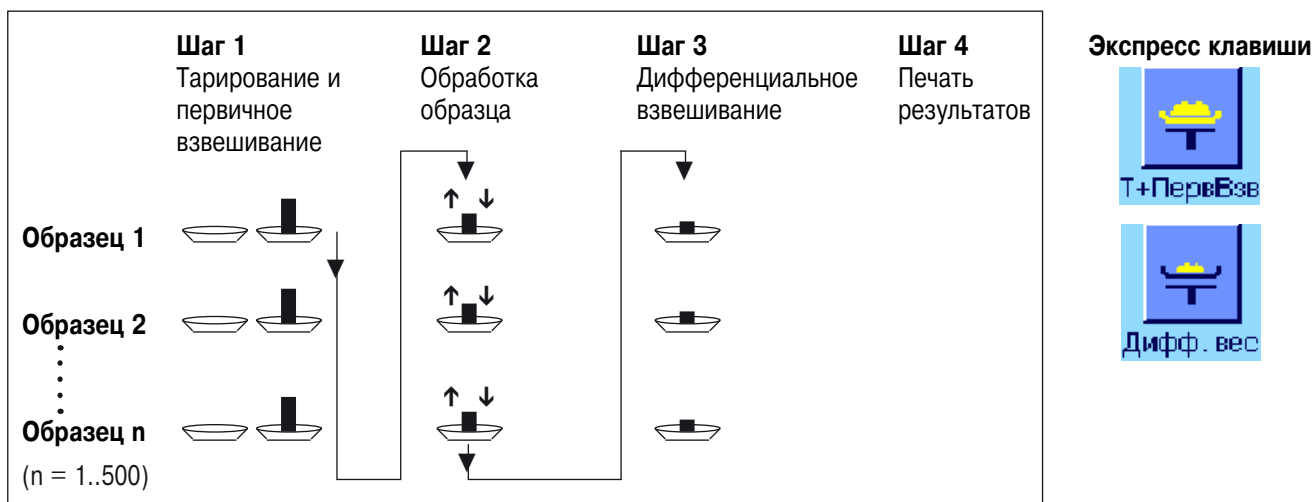 Шаг 1
Тарирование и
первичное
взвешивание
Шаг 2
Обработка
образца
Шаг 3
Дифференциальное
взвешивание
Шаг 4
Печать
результатов
Экспресс клавиши
Т+ПервВзв
Дифф.вес
Образец 1
Образец 2
Образец n
(n = 1..500)